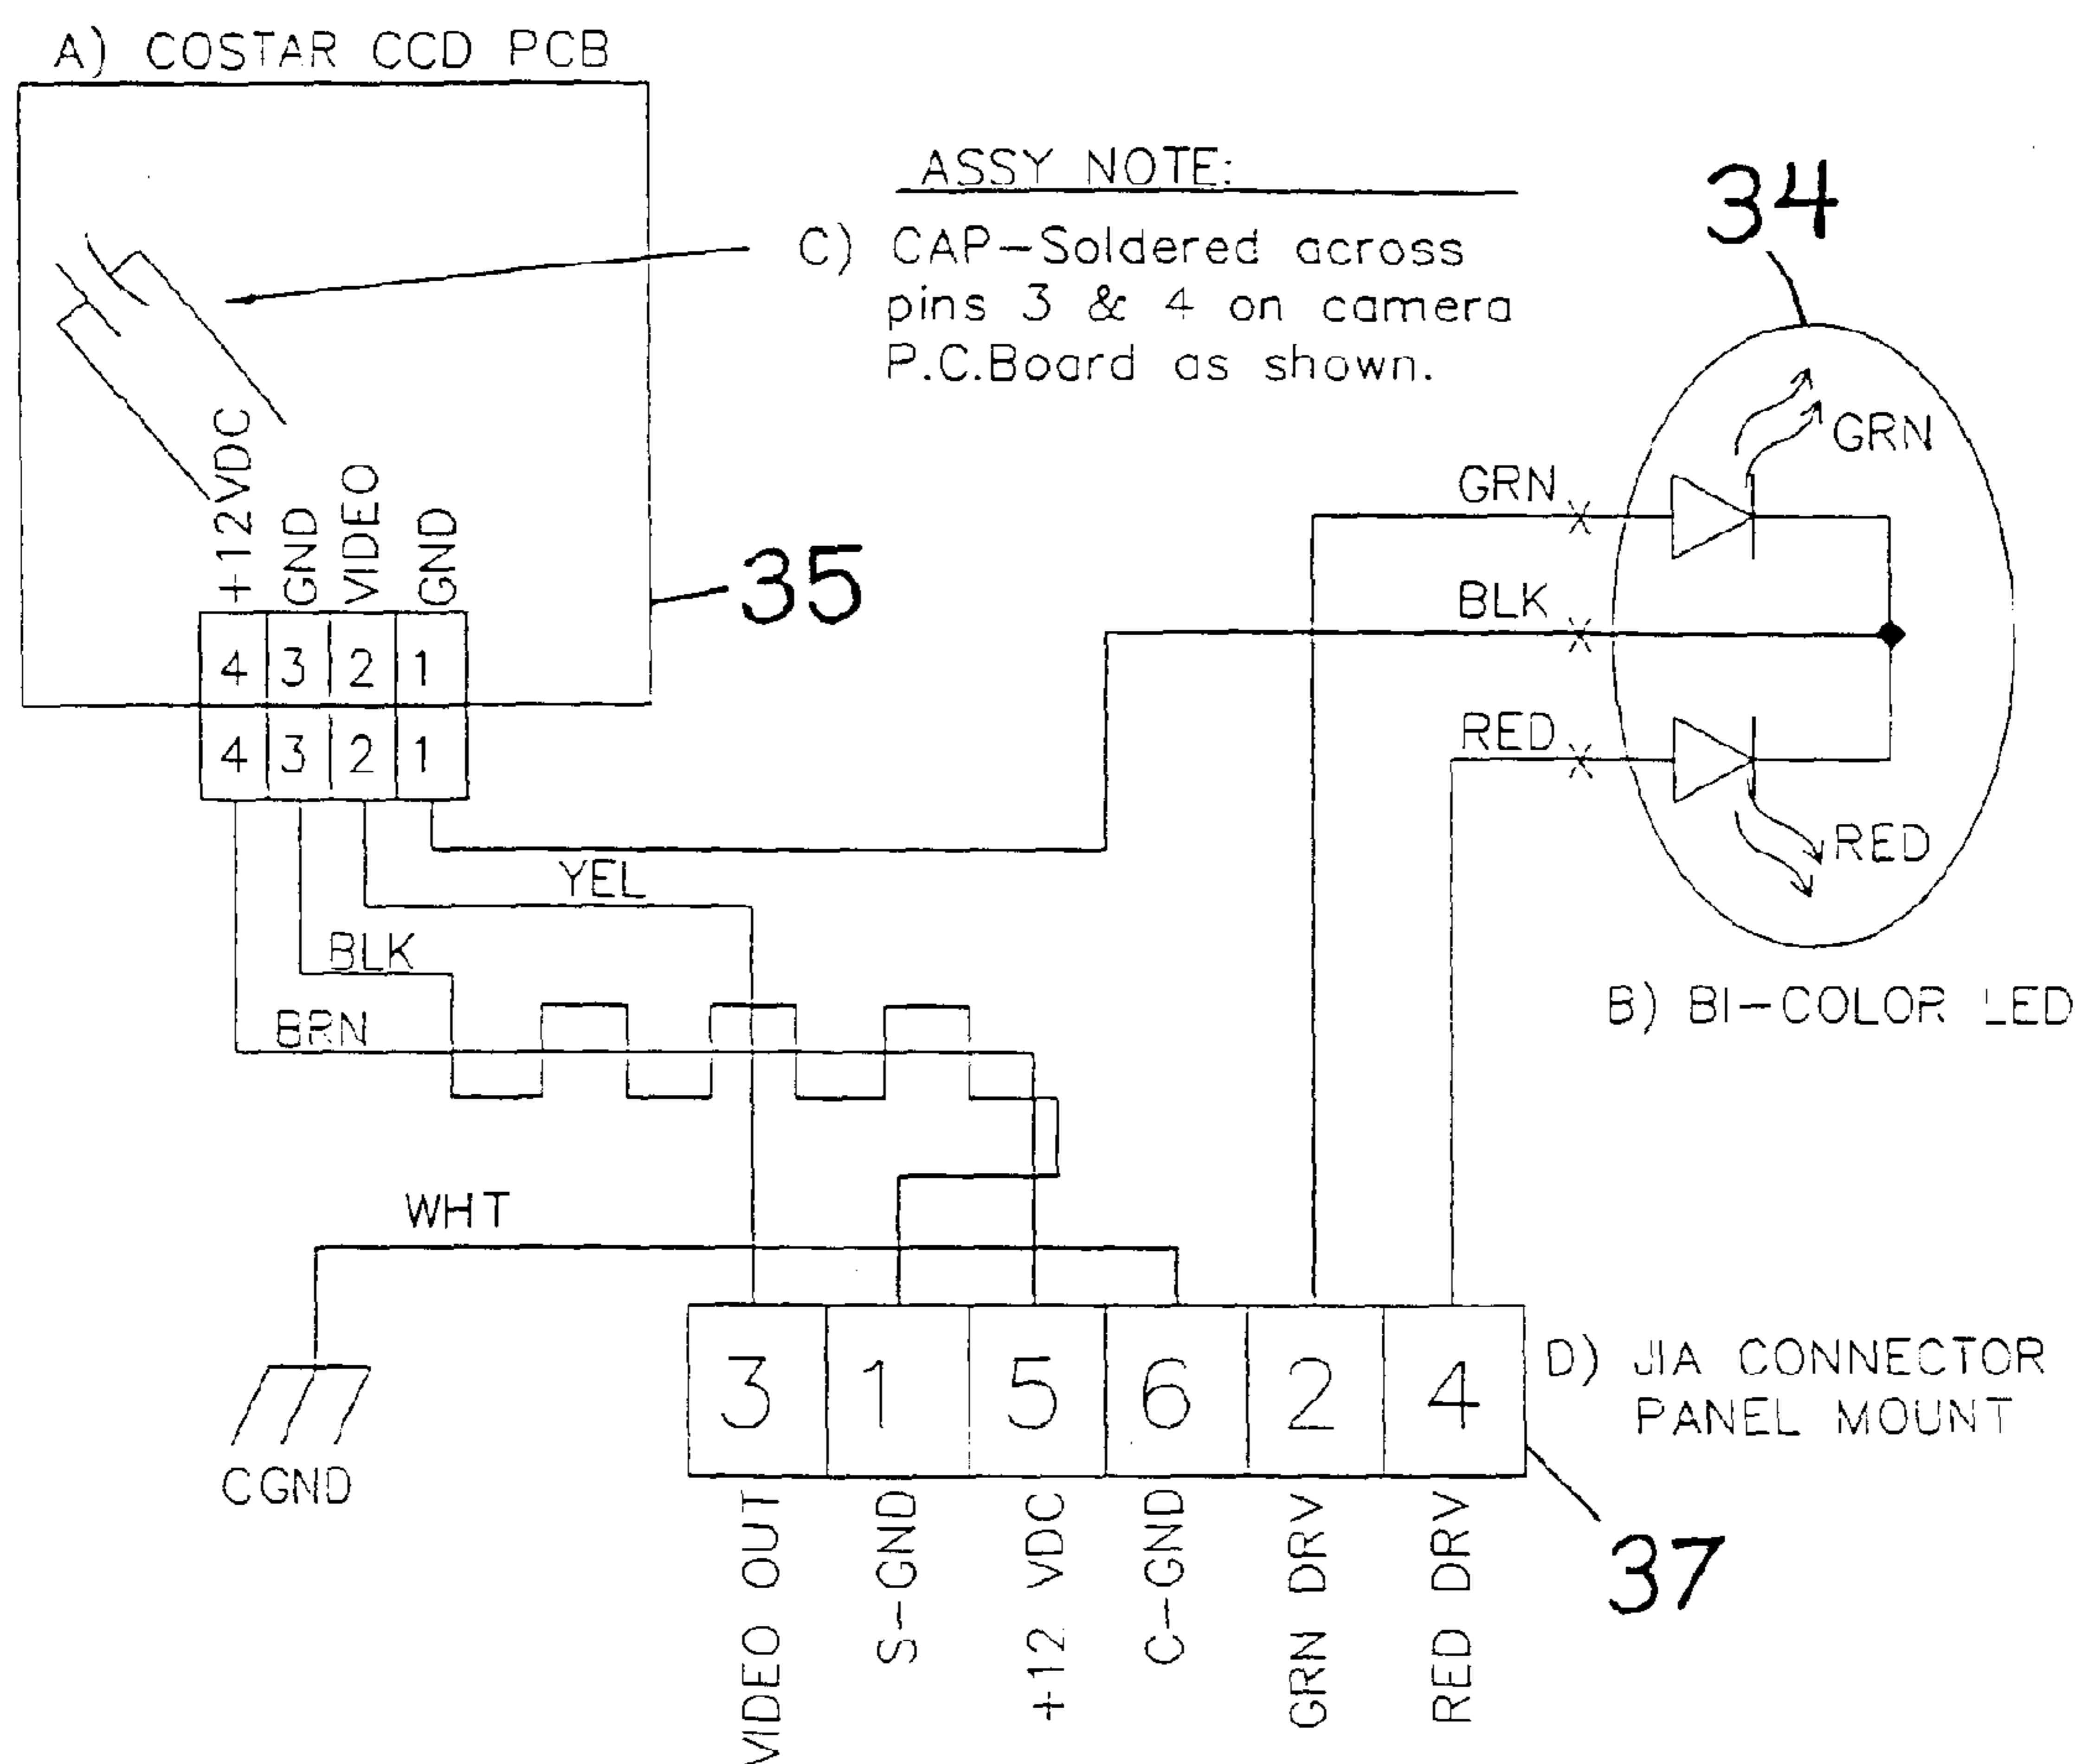 A) COSTAR CCD PCB
ASSY NOTE:
C) CAP-Soldered across
pins 3 & 4 on camera
P.C.Board as shown.
34
GRN
GRN
BLK
RED
RED
B) BI-COLOR LED
+12VDC
GND
VIDEO
GND
35
4 3 2 1
4 3 2 1
YEL
BLK
BRN
WHT
CGND
3 1 5 6 2 4
D) JIA CONNECTOR
PANEL MOUNT
37
VIDEO OUT
S-GND
+12 VDC
C-GND
GRN DRV
RED DRV